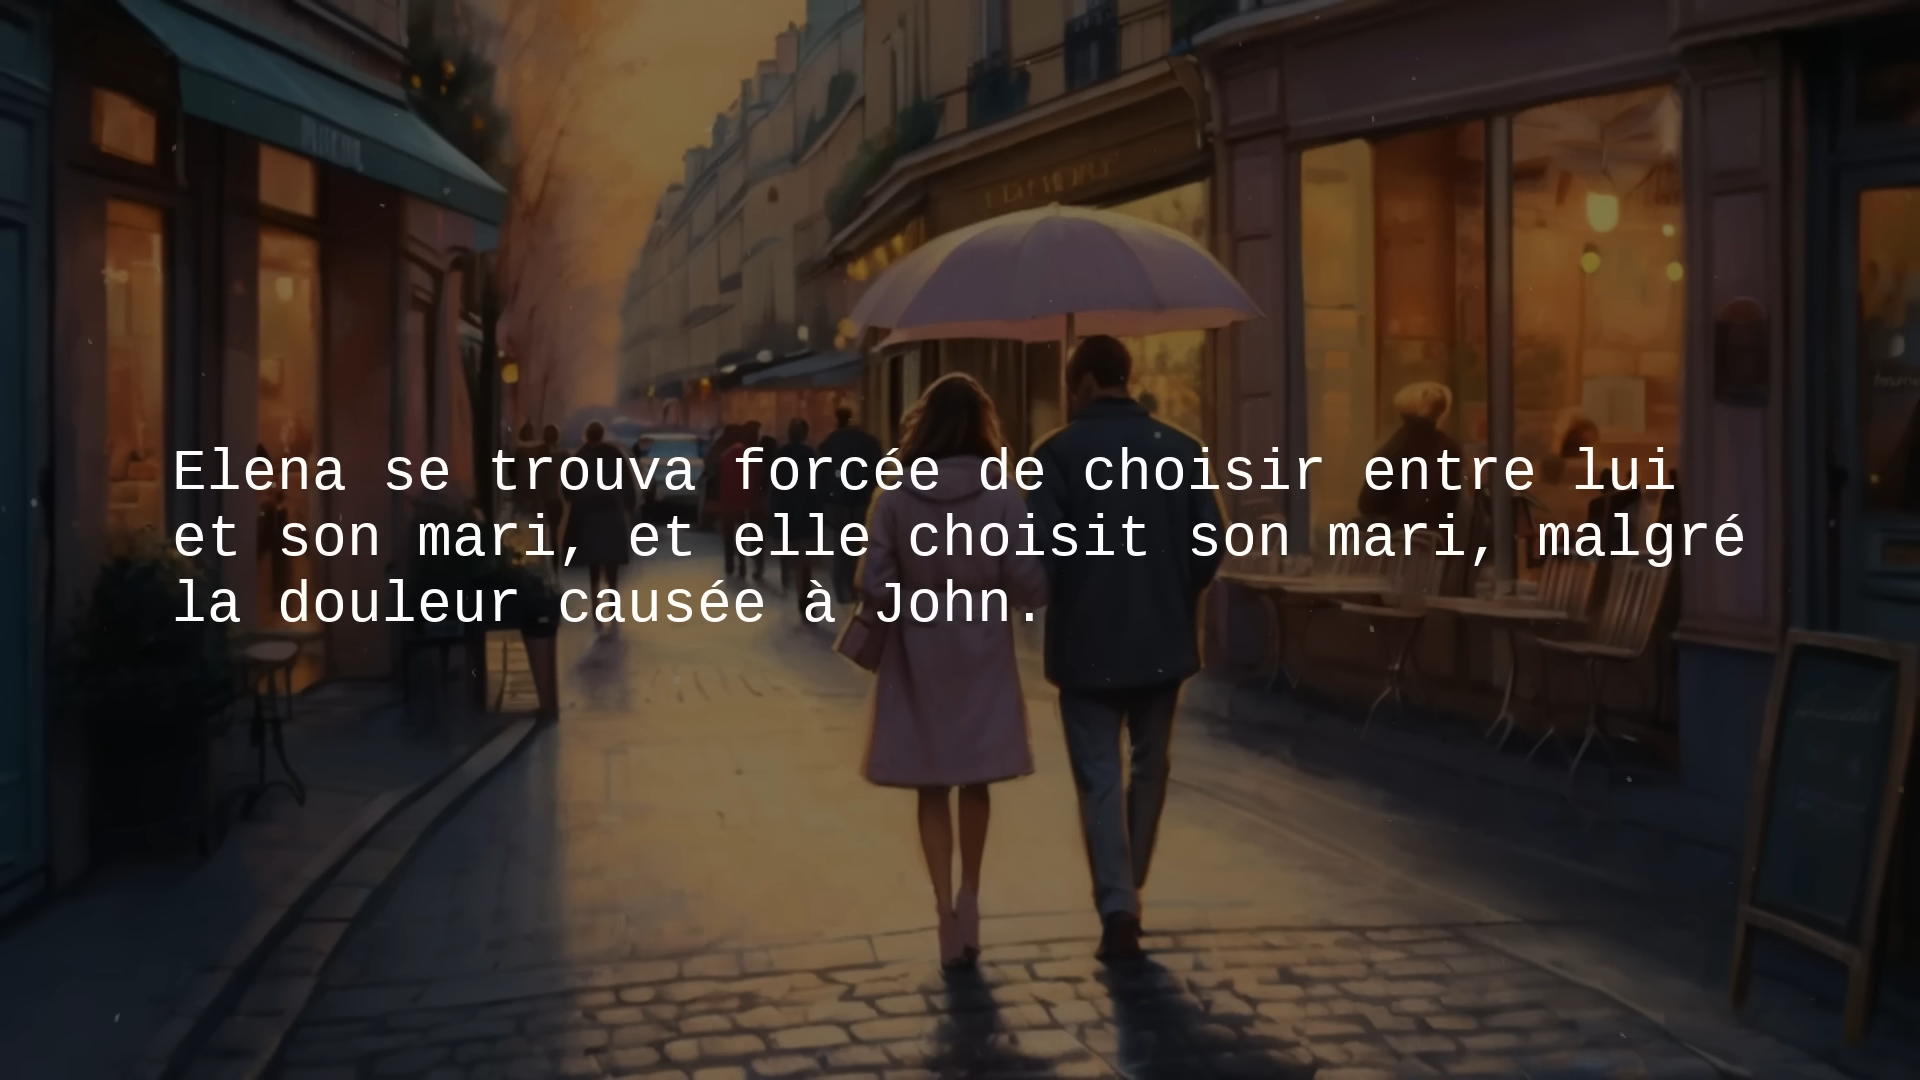 Elena se trouva forcée de choisir entre lui
et son mari, et elle choisit son mari, malgré
la douleur causée à John.